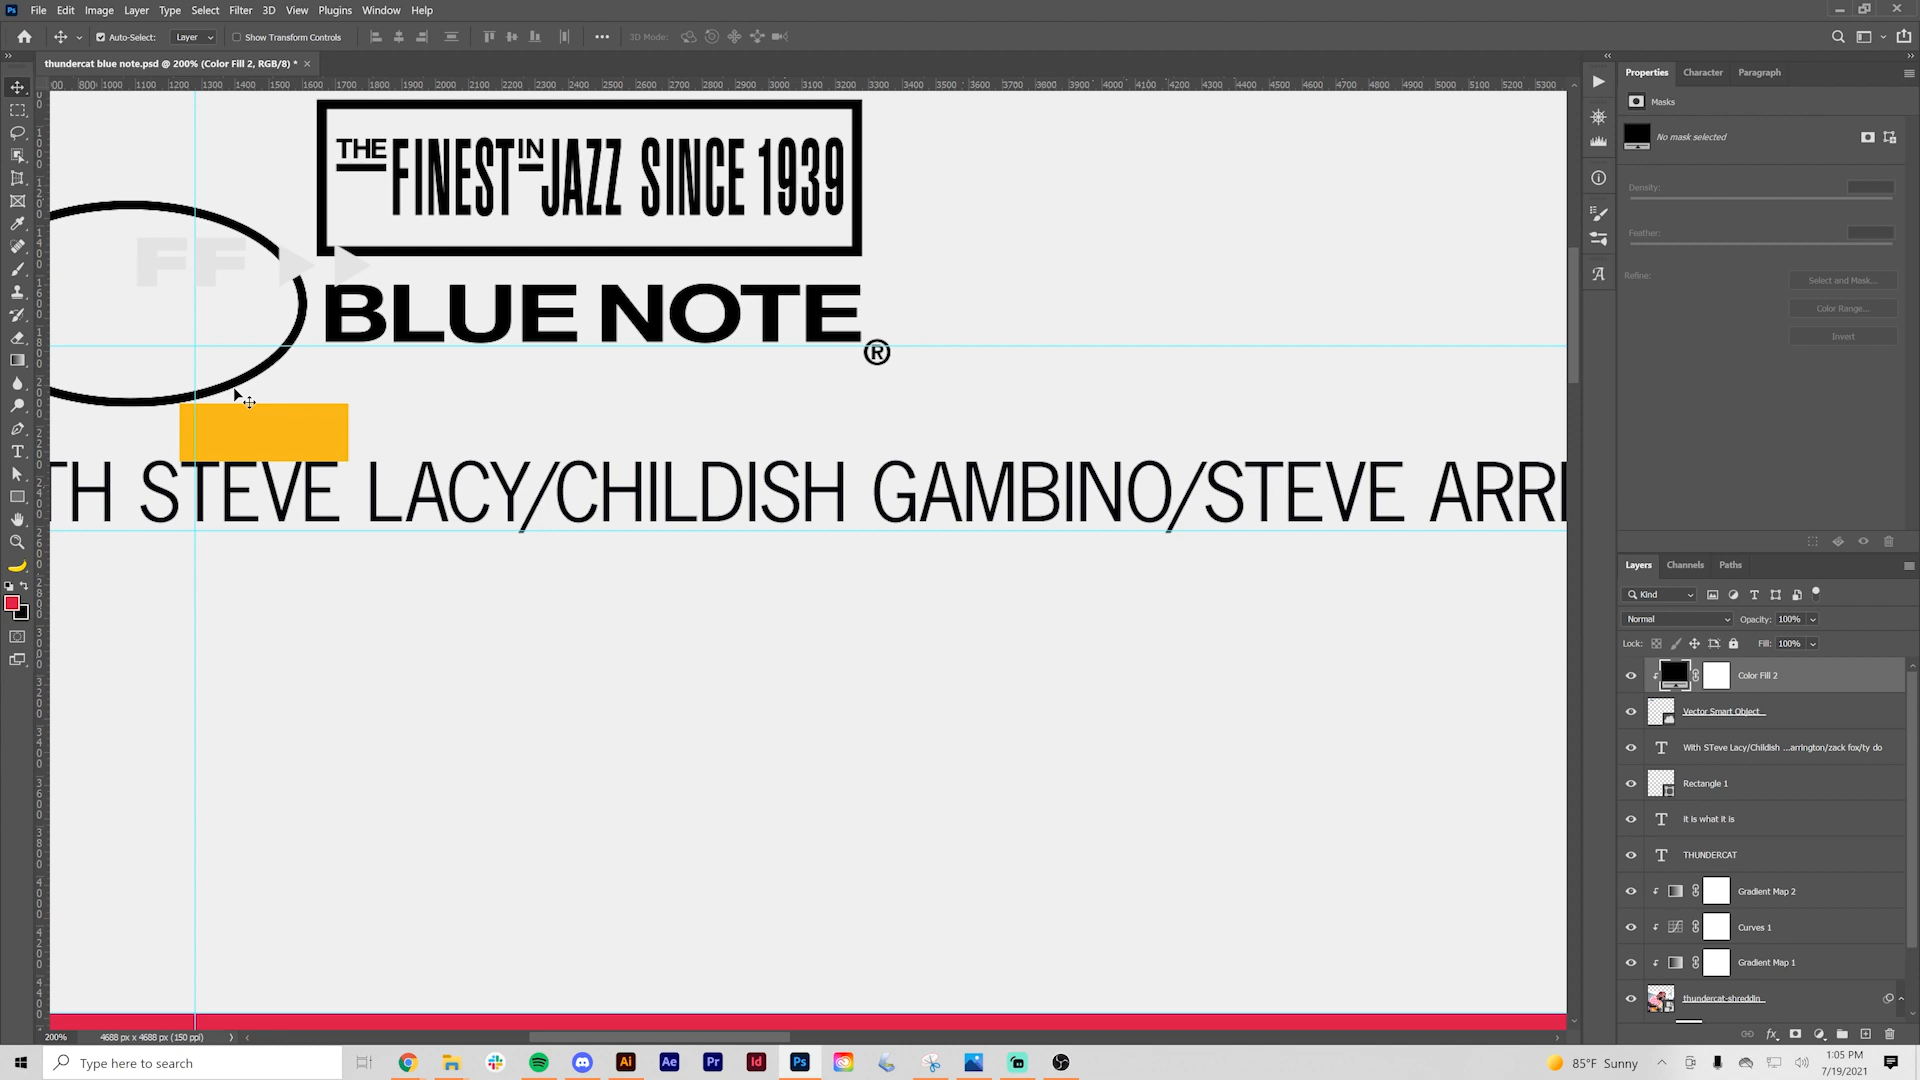 File Edit Image Layer Type Select Filter 3D View Plugins Window Help
Auto-Select: Layer Show Transform Controls 3D Mode:
thundercat blue note.psd @ 200% (Color Fill 2, RGB/8) *
Properties Character Paragraph
Masks
No mask selected
Density:
Feather:
Refine:
Select and Mask...
Color Range...
Invert
THE FINEST IN JAZZ SINCE 1939
FF
BLUE NOTE®
TH STEVE LACY/CHILDISH GAMBINO/STEVE ARRI
Layers Channels Paths
Kind
Normal Opacity: 100%
Lock: Fill: 100%
Color Fill 2
Vector Smart Object
With STeve Lacy/Childish ...arrington/zack fox/ty do
Rectangle 1
it is what it is
THUNDERCAT
Gradient Map 2
Curves 1
Gradient Map 1
thundercat-shreddin
200% 4688 px x 4688 px (150 ppi)
Type here to search
85°F Sunny
1:05 PM
7/19/2021